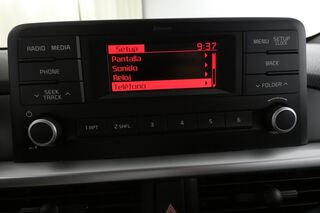 RADIO MEDIA
PHONE
SEEK
TRACK
Setup 9:37
Pantalla
Sonido
Reloj
Teléfono
MENU SETUP
CLOCK
BACK
FOLDER
1 RPT 2 SHFL 3 4 5 6